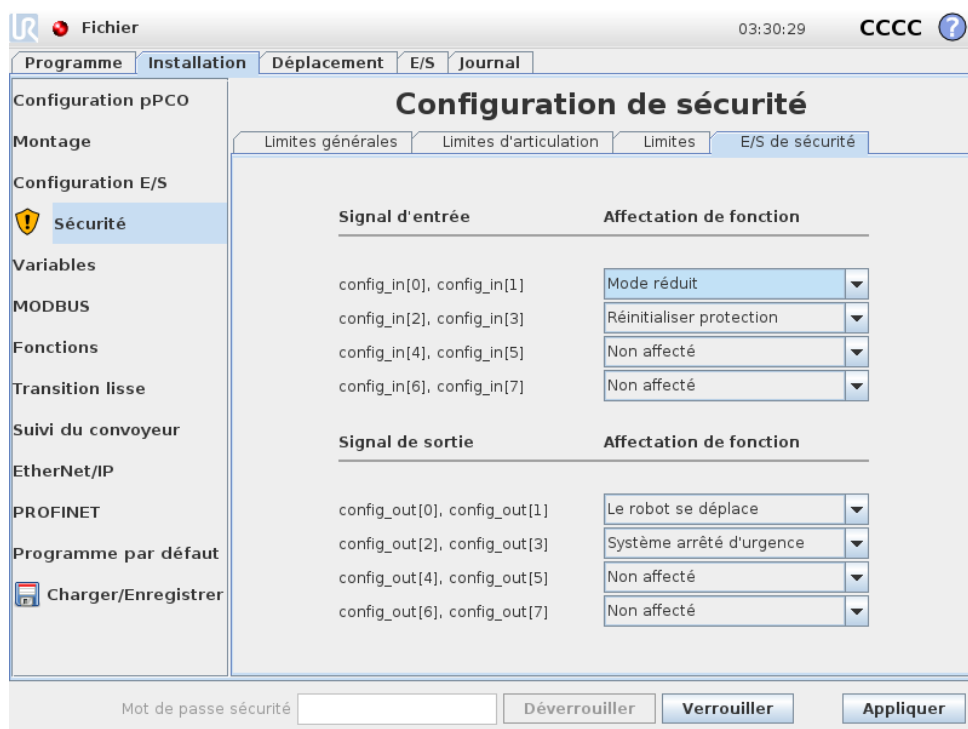 UR Fichier 03:30:29 CCCC ?
Programme Installation Déplacement E/S Journal
Configuration pPCO
Montage
Configuration E/S
Sécurité
Variables
MODBUS
Fonctions
Transition lisse
Suivi du convoyeur
EtherNet/IP
PROFINET
Programme par défaut
Charger/Enregistrer
Configuration de sécurité
Limites générales Limites d'articulation Limites E/S de sécurité
Signal d'entrée Affectation de fonction
config_in[0], config_in[1] Mode réduit
config_in[2], config_in[3] Réinitialiser protection
config_in[4], config_in[5] Non affecté
config_in[6], config_in[7] Non affecté
Signal de sortie Affectation de fonction
config_out[0], config_out[1] Le robot se déplace
config_out[2], config_out[3] Système arrêté d'urgence
config_out[4], config_out[5] Non affecté
config_out[6], config_out[7] Non affecté
Mot de passe sécurité Déverrouiller Verrouiller Appliquer